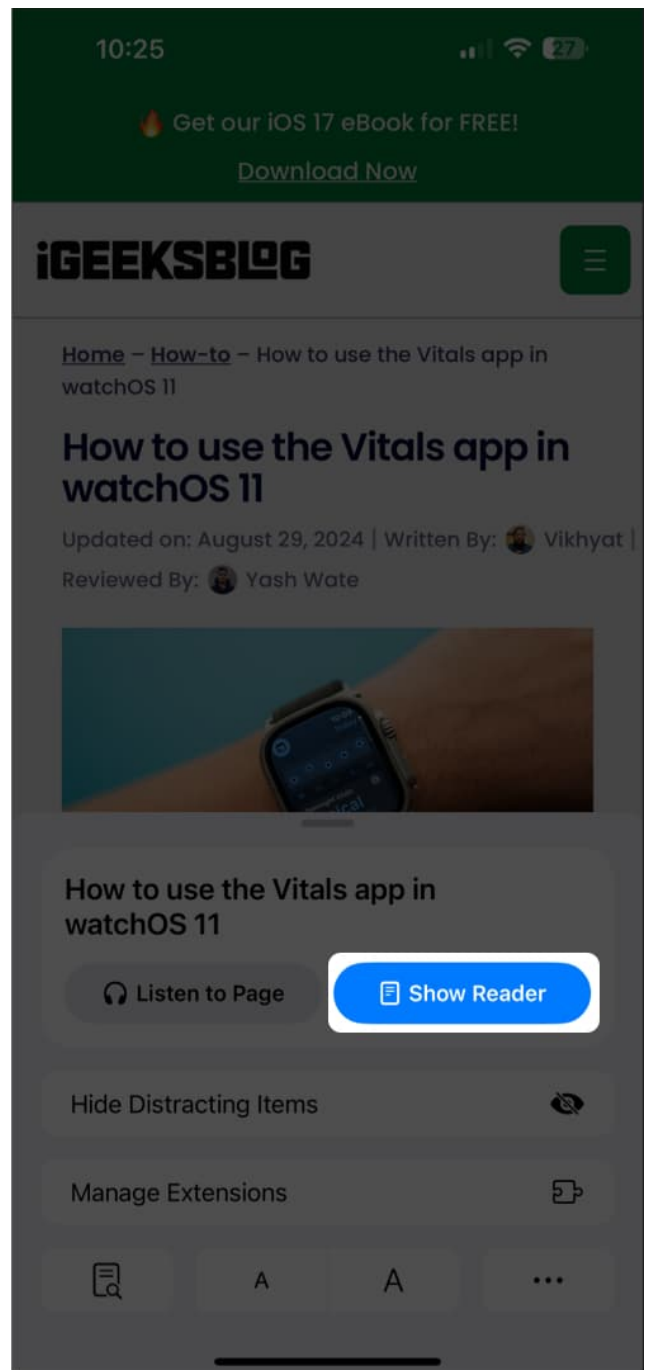 10:25
27
🔥 Get our iOS 17 eBook for FREE!
Download Now
iGEEKSBLOG
Home – How-to – How to use the Vitals app in
watchOS 11
How to use the Vitals app in
watchOS 11
Updated on: August 29, 2024 | Written By: Vikhyat |
Reviewed By: Yash Wate
How to use the Vitals app in
watchOS 11
Listen to Page
Show Reader
Hide Distracting Items
Manage Extensions
A A